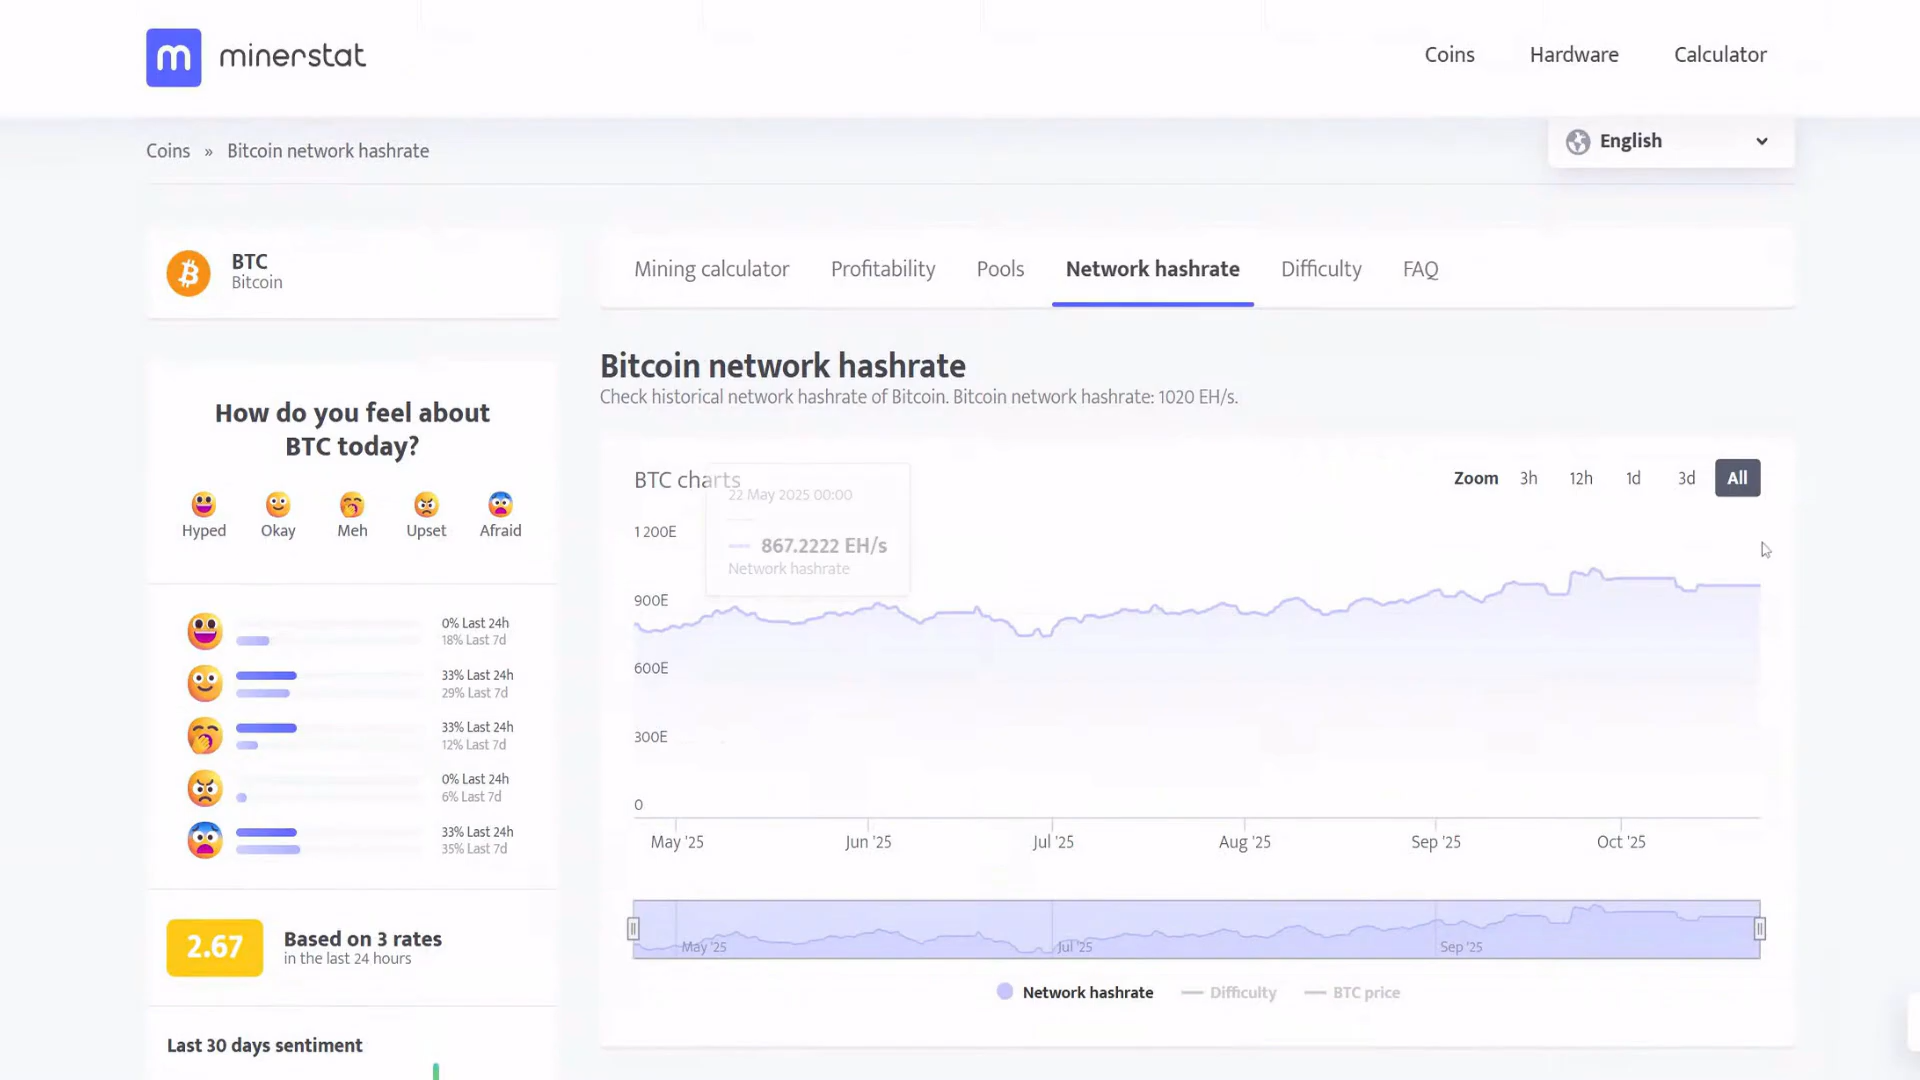 minerstat
Coins
Hardware
Calculator
Coins » Bitcoin network hashrate
English
BTC
Bitcoin
Mining calculator
Profitability
Pools
Network hashrate
Difficulty
FAQ
How do you feel about
BTC today?
Hyped
Okay
Meh
Upset
Afraid
0% Last 24h
18% Last 7d
33% Last 24h
29% Last 7d
33% Last 24h
12% Last 7d
0% Last 24h
6% Last 7d
33% Last 24h
35% Last 7d
2.67
Based on 3 rates
in the last 24 hours
Last 30 days sentiment
Bitcoin network hashrate
Check historical network hashrate of Bitcoin. Bitcoin network hashrate: 1020 EH/s.
BTC charts
Zoom 3h 12h 1d 3d All
22 May 2025 00:00
867.2222 EH/s
Network hashrate
1200E
900E
600E
300E
0
May '25
Jun '25
Jul '25
Aug '25
Sep '25
Oct '25
May '25
Jul '25
Sep '25
Network hashrate
Difficulty
BTC price